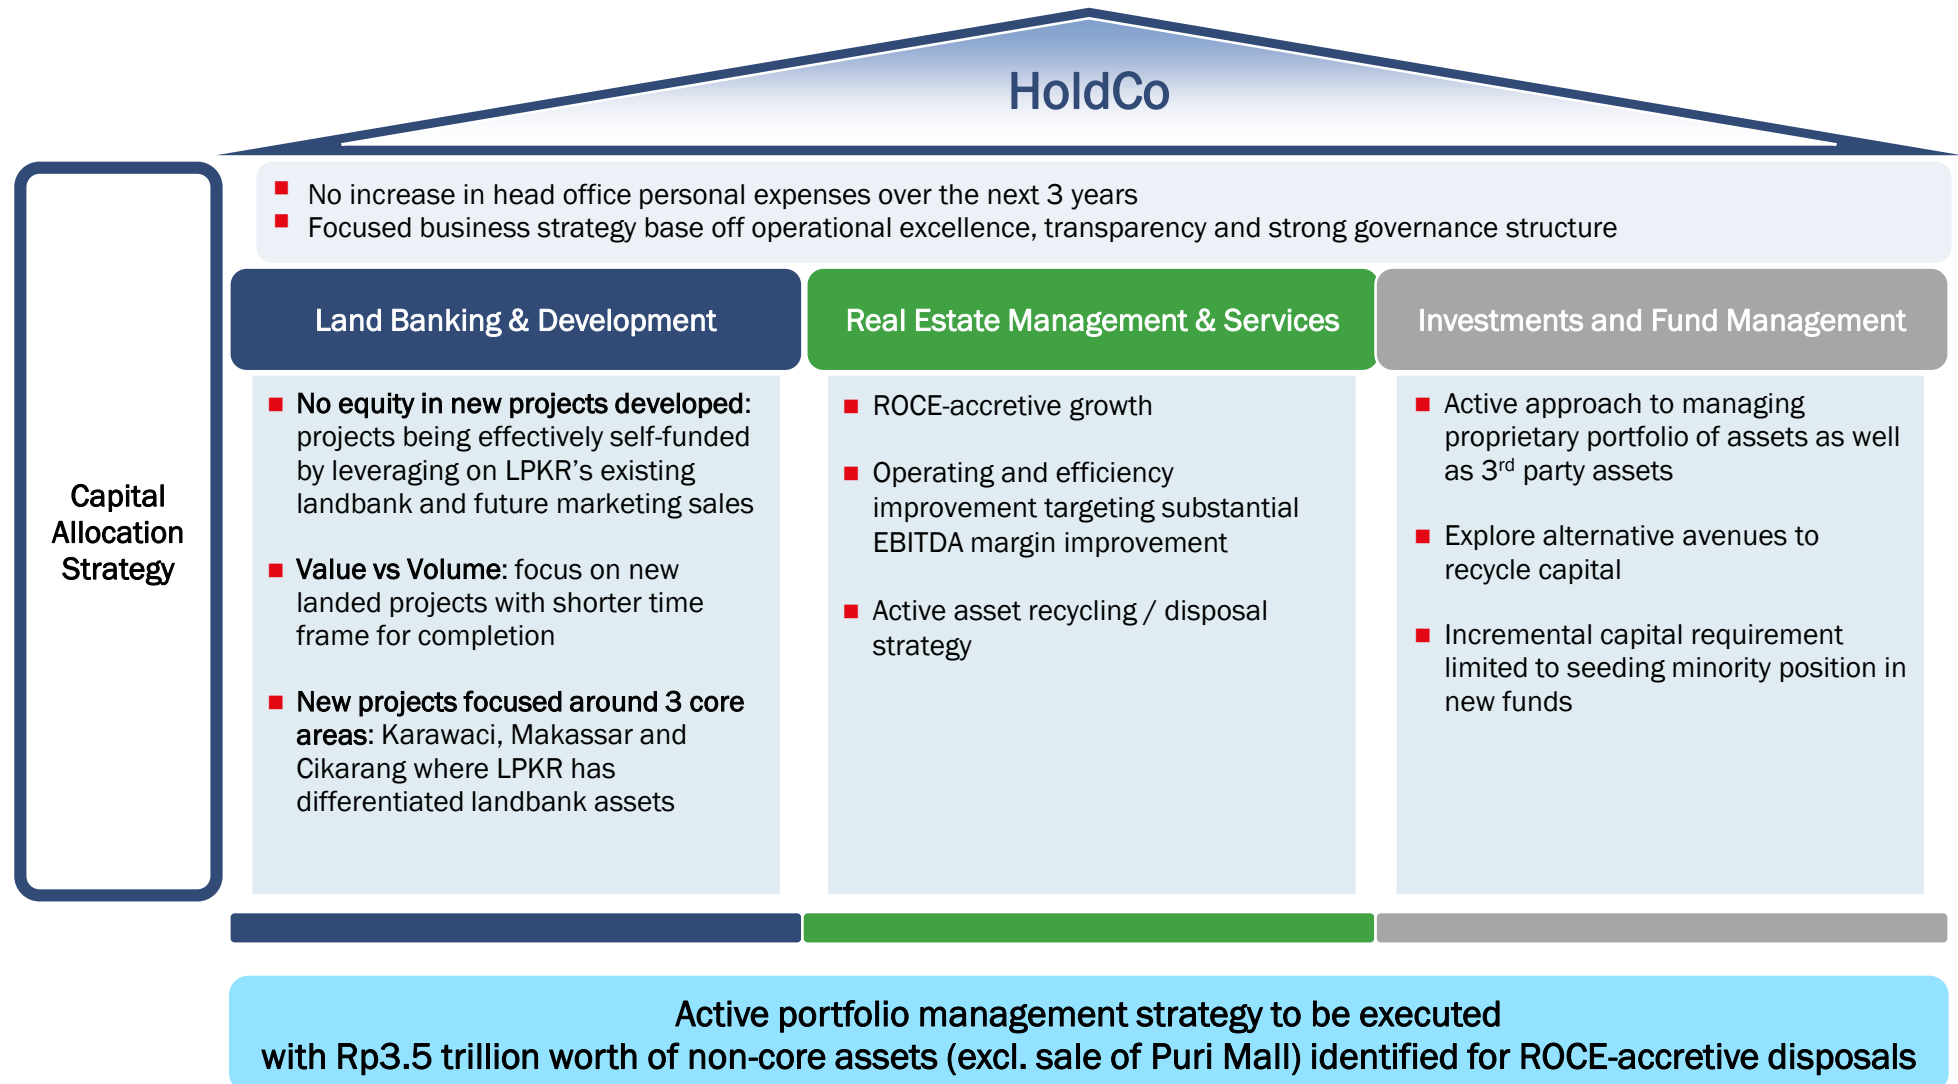 HoldCo
No increase in head office personal expenses over the next 3 years
Focused business strategy base off operational excellence, transparency and strong governance structure
Capital
Allocation
Strategy
Land Banking & Development
No equity in new projects developed:
projects being effectively self-funded
by leveraging on LPKR’s existing
landbank and future marketing sales
Value vs Volume: focus on new
landed projects with shorter time
frame for completion
New projects focused around 3 core
areas: Karawaci, Makassar and
Cikarang where LPKR has
differentiated landbank assets
Real Estate Management & Services
ROCE-accretive growth
Operating and efficiency
improvement targeting substantial
EBITDA margin improvement
Active asset recycling / disposal
strategy
Investments and Fund Management
Active approach to managing
proprietary portfolio of assets as well
as 3rd party assets
Explore alternative avenues to
recycle capital
Incremental capital requirement
limited to seeding minority position in
new funds
Active portfolio management strategy to be executed
with Rp3.5 trillion worth of non-core assets (excl. sale of Puri Mall) identified for ROCE-accretive disposals